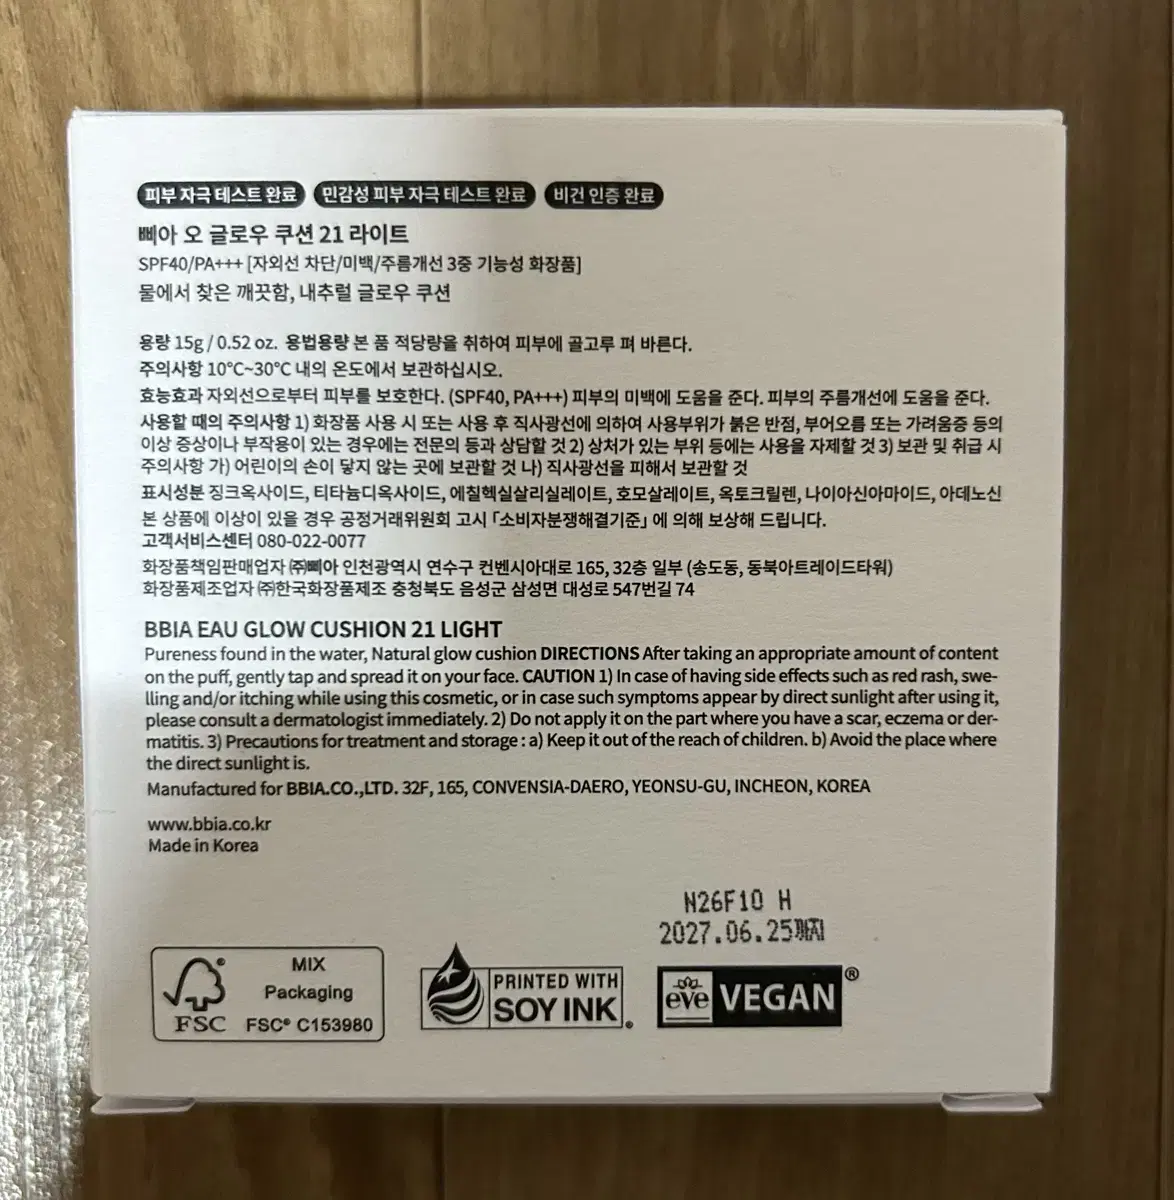 피부 자극 테스트 완료 민감성 피부 자극 테스트 완료 비건 인증 완료
삐아 오 글로우 쿠션 21 라이트
SPF40/PA+++ [자외선 차단/미백/주름개선 3중 기능성 화장품]
물에서 찾은 깨끗함, 내추럴 글로우 쿠션
용량 15g / 0.52 oz. 용법용량 본 품 적당량을 취하여 피부에 골고루 펴 바른다.
주의사항 10°C~30°C 내의 온도에서 보관하십시오.
효능효과 자외선으로부터 피부를 보호한다. (SPF40, PA+++) 피부의 미백에 도움을 준다. 피부의 주름개선에 도움을 준다.
사용할 때의 주의사항 1) 화장품 사용 시 또는 사용 후 직사광선에 의하여 사용부위가 붉은 반점, 부어오름 또는 가려움증 등의
이상 증상이나 부작용이 있는 경우에는 전문의 등과 상담할 것 2) 상처가 있는 부위 등에는 사용을 자제할 것 3) 보관 및 취급 시
주의사항 가) 어린이의 손이 닿지 않는 곳에 보관할 것 나) 직사광선을 피해서 보관할 것
표시성분 징크옥사이드, 티타늄디옥사이드, 에칠헥실살리실레이트, 호모살레이트, 옥토크릴렌, 나이아신아마이드, 아데노신
본 상품에 이상이 있을 경우 공정거래위원회 고시 「소비자분쟁해결기준」 에 의해 보상해 드립니다.
고객서비스센터 080-022-0077
화장품책임판매업자 ㈜삐아 인천광역시 연수구 컨벤시아대로 165, 32층 일부 (송도동, 동북아트레이드타워)
화장품제조업자 ㈜한국화장품제조 충청북도 음성군 삼성면 대성로 547번길 74
BBIA EAU GLOW CUSHION 21 LIGHT
Pureness found in the water, Natural glow cushion DIRECTIONS After taking an appropriate amount of content
on the puff, gently tap and spread it on your face. CAUTION 1) In case of having side effects such as red rash, swe-
lling and/or itching while using this cosmetic, or in case such symptoms appear by direct sunlight after using it,
please consult a dermatologist immediately. 2) Do not apply it on the part where you have a scar, eczema or der-
matitis. 3) Precautions for treatment and storage : a) Keep it out of the reach of children. b) Avoid the place where
the direct sunlight is.
Manufactured for BBIA.CO.,LTD. 32F, 165, CONVENSIA-DAERO, YEONSU-GU, INCHEON, KOREA
www.bbia.co.kr
Made in Korea
N26F10 H
2027.06.25까지
MIX
Packaging
FSC FSC® C153980
PRINTED WITH
SOY INK®
eve VEGAN®